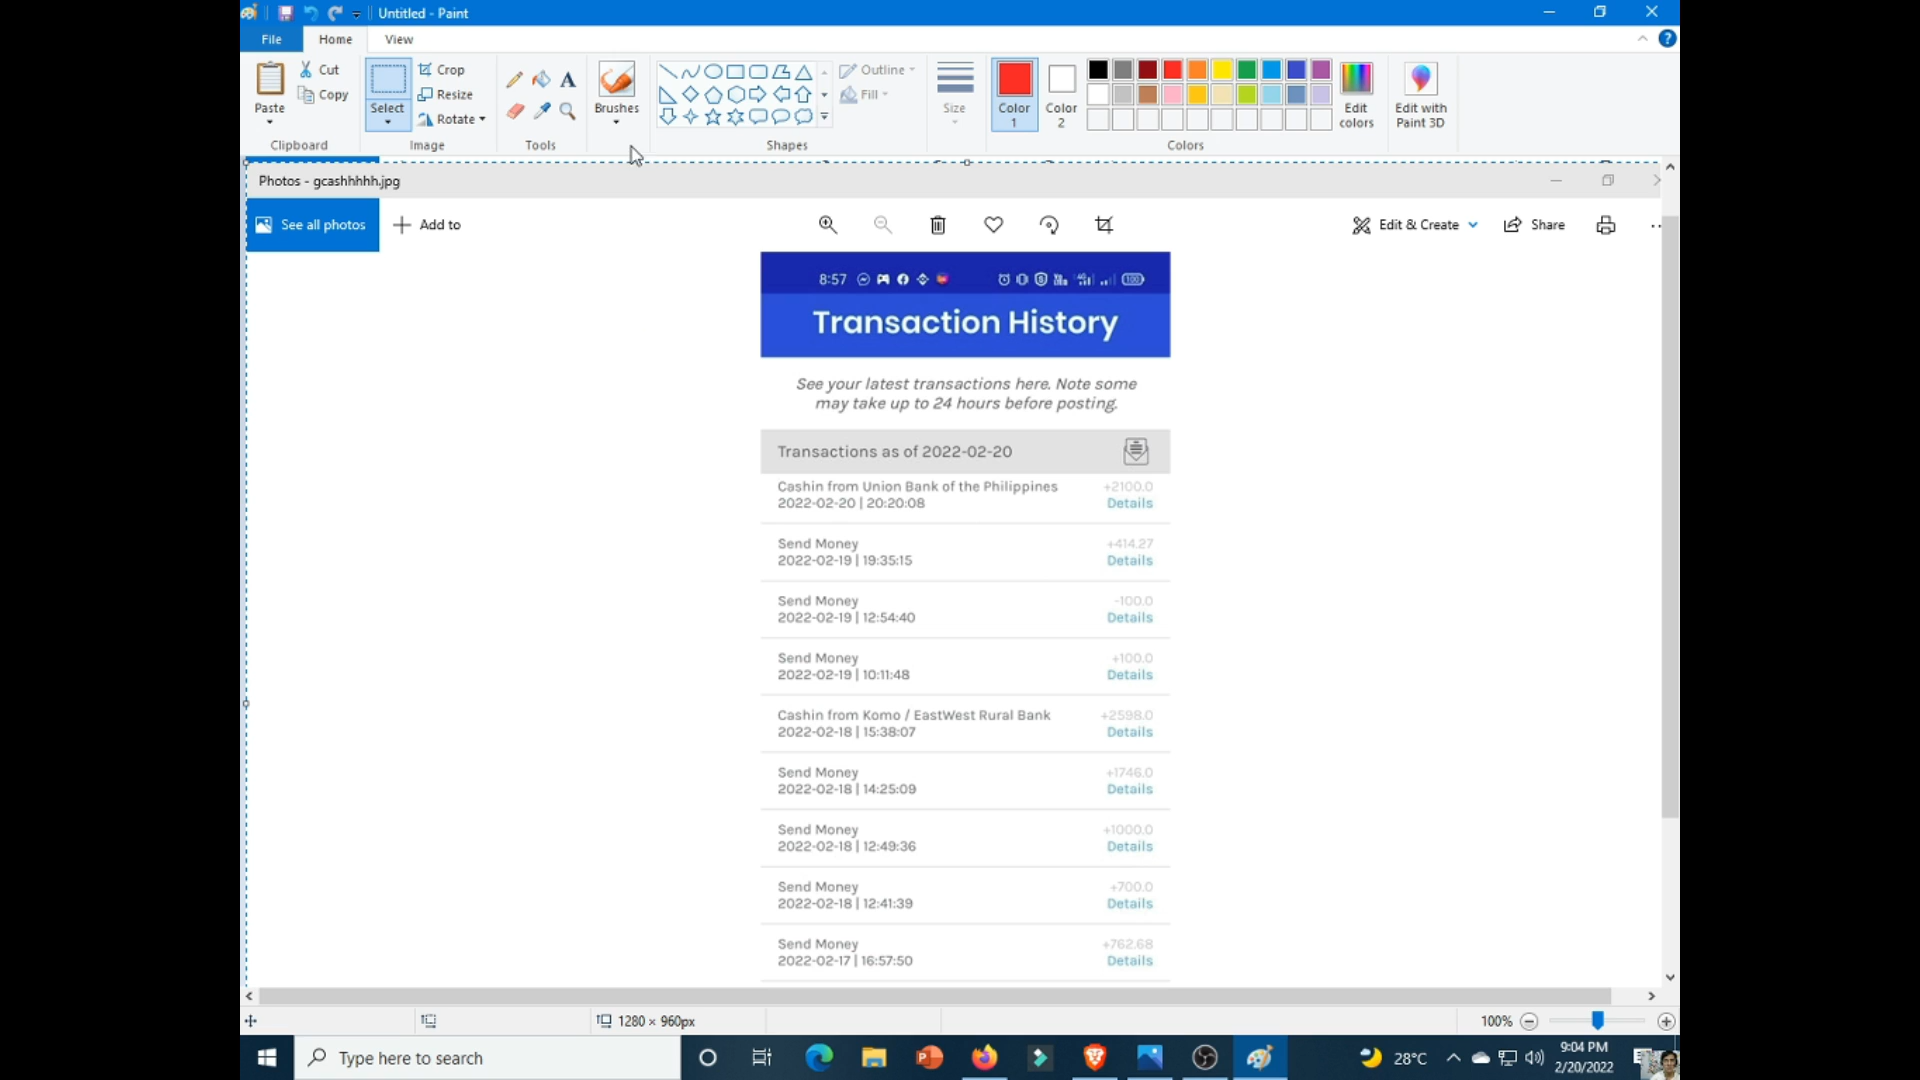 Untitled - Paint
File Home View
Paste
Cut
Copy
Clipboard
Select
Crop
Resize
Rotate
Image
Tools
Brushes
Shapes
Outline
Fill
Size
Color 1
Color 2
Edit colors
Edit with Paint 3D
Colors
Photos - gcashhhhh.jpg
See all photos
Add to
Edit & Create
Share
8:57
Transaction History
See your latest transactions here. Note some
may take up to 24 hours before posting.
Transactions as of 2022-02-20
Cashin from Union Bank of the Philippines +2100.0
2022-02-20 | 20:20:08 Details
Send Money +414.27
2022-02-19 | 19:35:15 Details
Send Money -100.0
2022-02-19 | 12:54:40 Details
Send Money +100.0
2022-02-19 | 10:11:48 Details
Cashin from Komo / EastWest Rural Bank +2598.0
2022-02-18 | 15:38:07 Details
Send Money +1746.0
2022-02-18 | 14:25:09 Details
Send Money +1000.0
2022-02-18 | 12:49:36 Details
Send Money +700.0
2022-02-18 | 12:41:39 Details
Send Money +762.68
2022-02-17 | 16:57:50 Details
1280 × 960px
100%
Type here to search
28°C
9:04 PM
2/20/2022